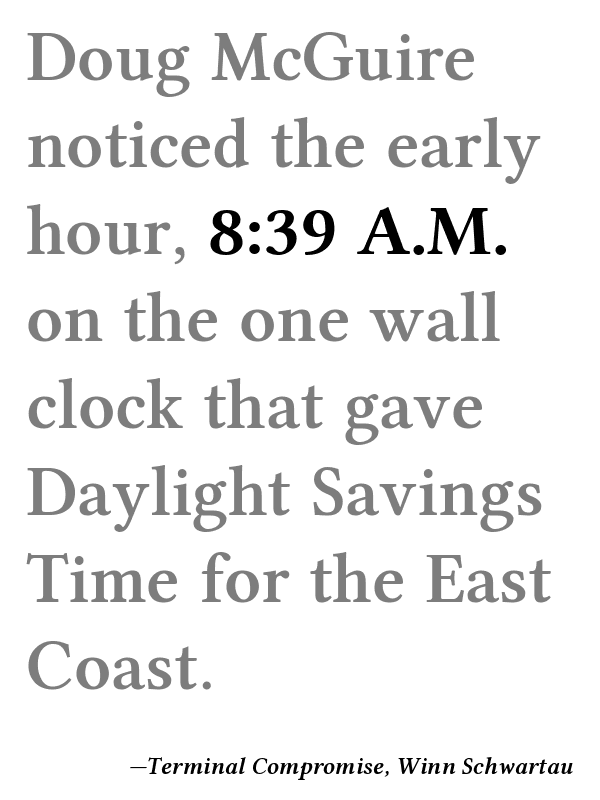 Doug McGuire
noticed the early
hour, 8:39 A.M.
on the one wall
clock that gave
Daylight Savings
Time for the East
Coast.
—Terminal Compromise, Winn Schwartau